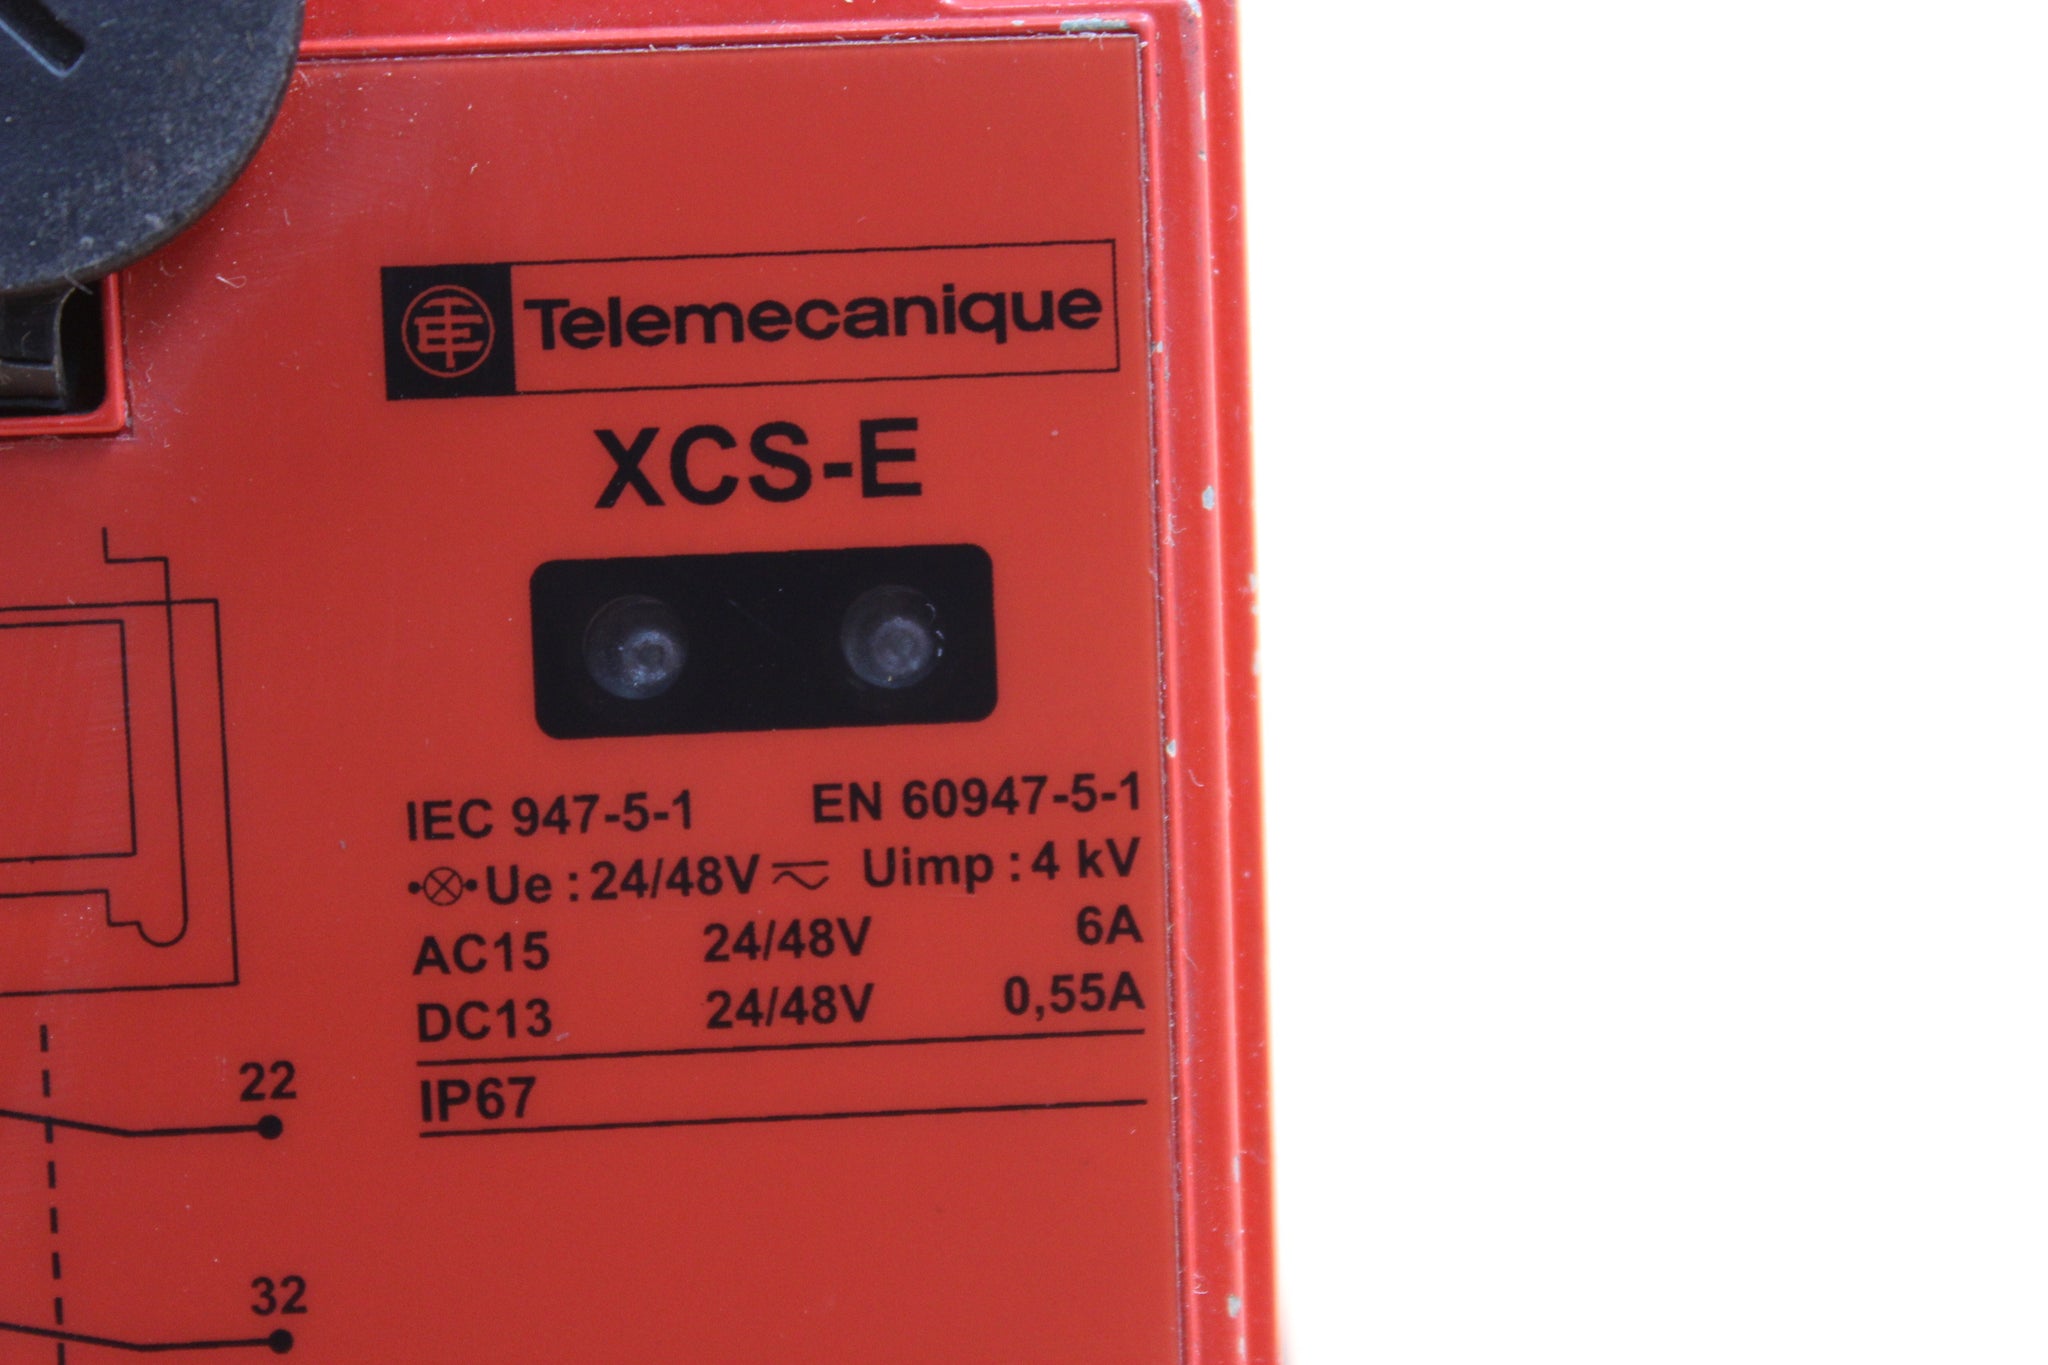 Telemecanique
XCS-E
IEC 947-5-1 EN 60947-5-1
Ue : 24/48V Uimp : 4 kV
AC15 24/48V 6A
DC13 24/48V 0,55A
IP67
22
32